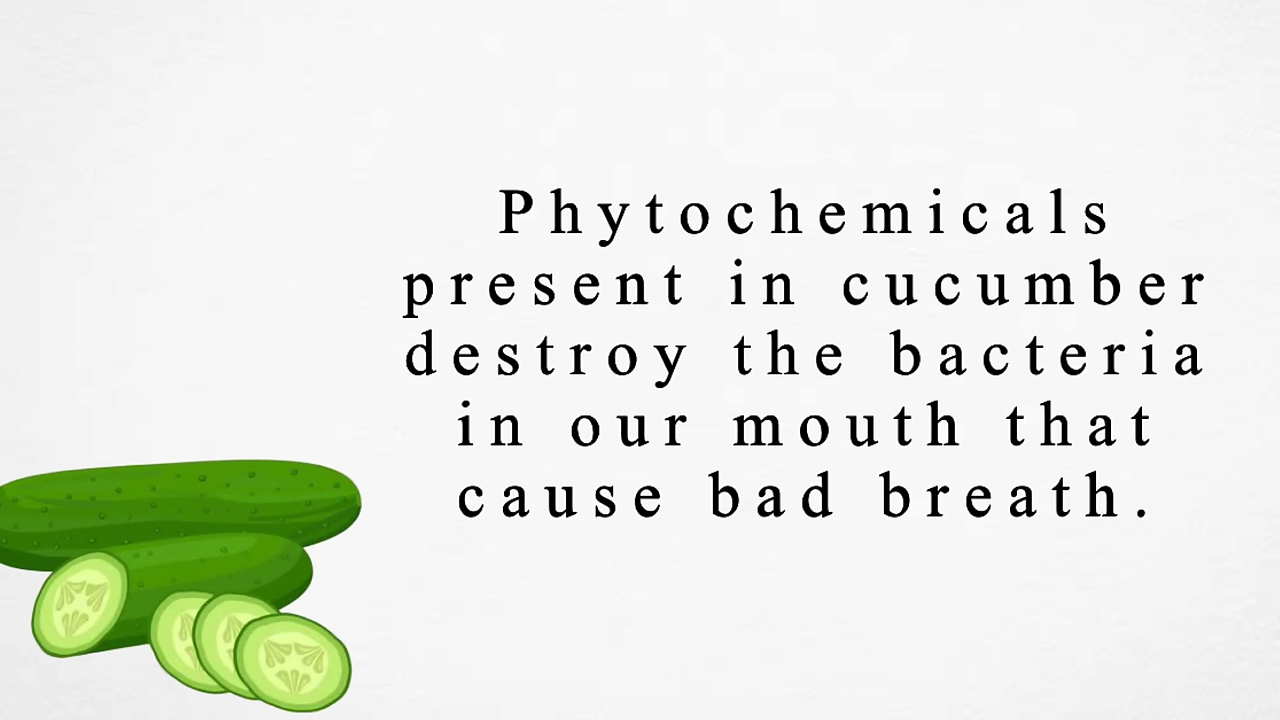 Phytochemicals
present in cucumber
destroy the bacteria
in our mouth that
cause bad breath.